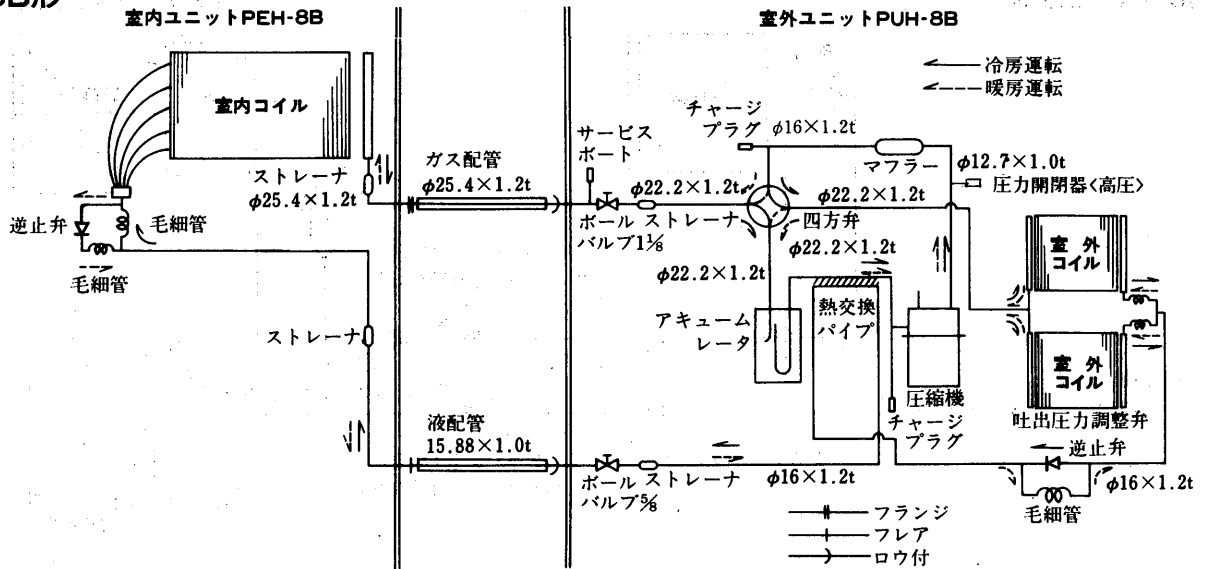 室内ユニットPEH-8B
室外ユニットPUH-8B
冷房運転
暖房運転
室内コイル
ストレーナ
φ25.4×1.2t
逆止弁
毛細管
毛細管
ストレーナ
ガス配管
φ25.4×1.2t
液配管
15.88×1.0t
サービス
ポート
φ22.2×1.2t
ボール
バルブ1⅛
ストレーナ
チャージ
プラグ
φ16×1.2t
マフラー
φ12.7×1.0t
圧力開閉器<高圧>
φ22.2×1.2t
四方弁
φ22.2×1.2t
φ22.2×1.2t
アキューム
レータ
熱交換
パイプ
圧縮機
チャージ
プラグ
室外
コイル
室外
コイル
吐出圧力調整弁
逆止弁
φ16×1.2t
毛細管
ボール
バルブ⅝
ストレーナ
φ16×1.2t
フランジ
フレア
ロウ付